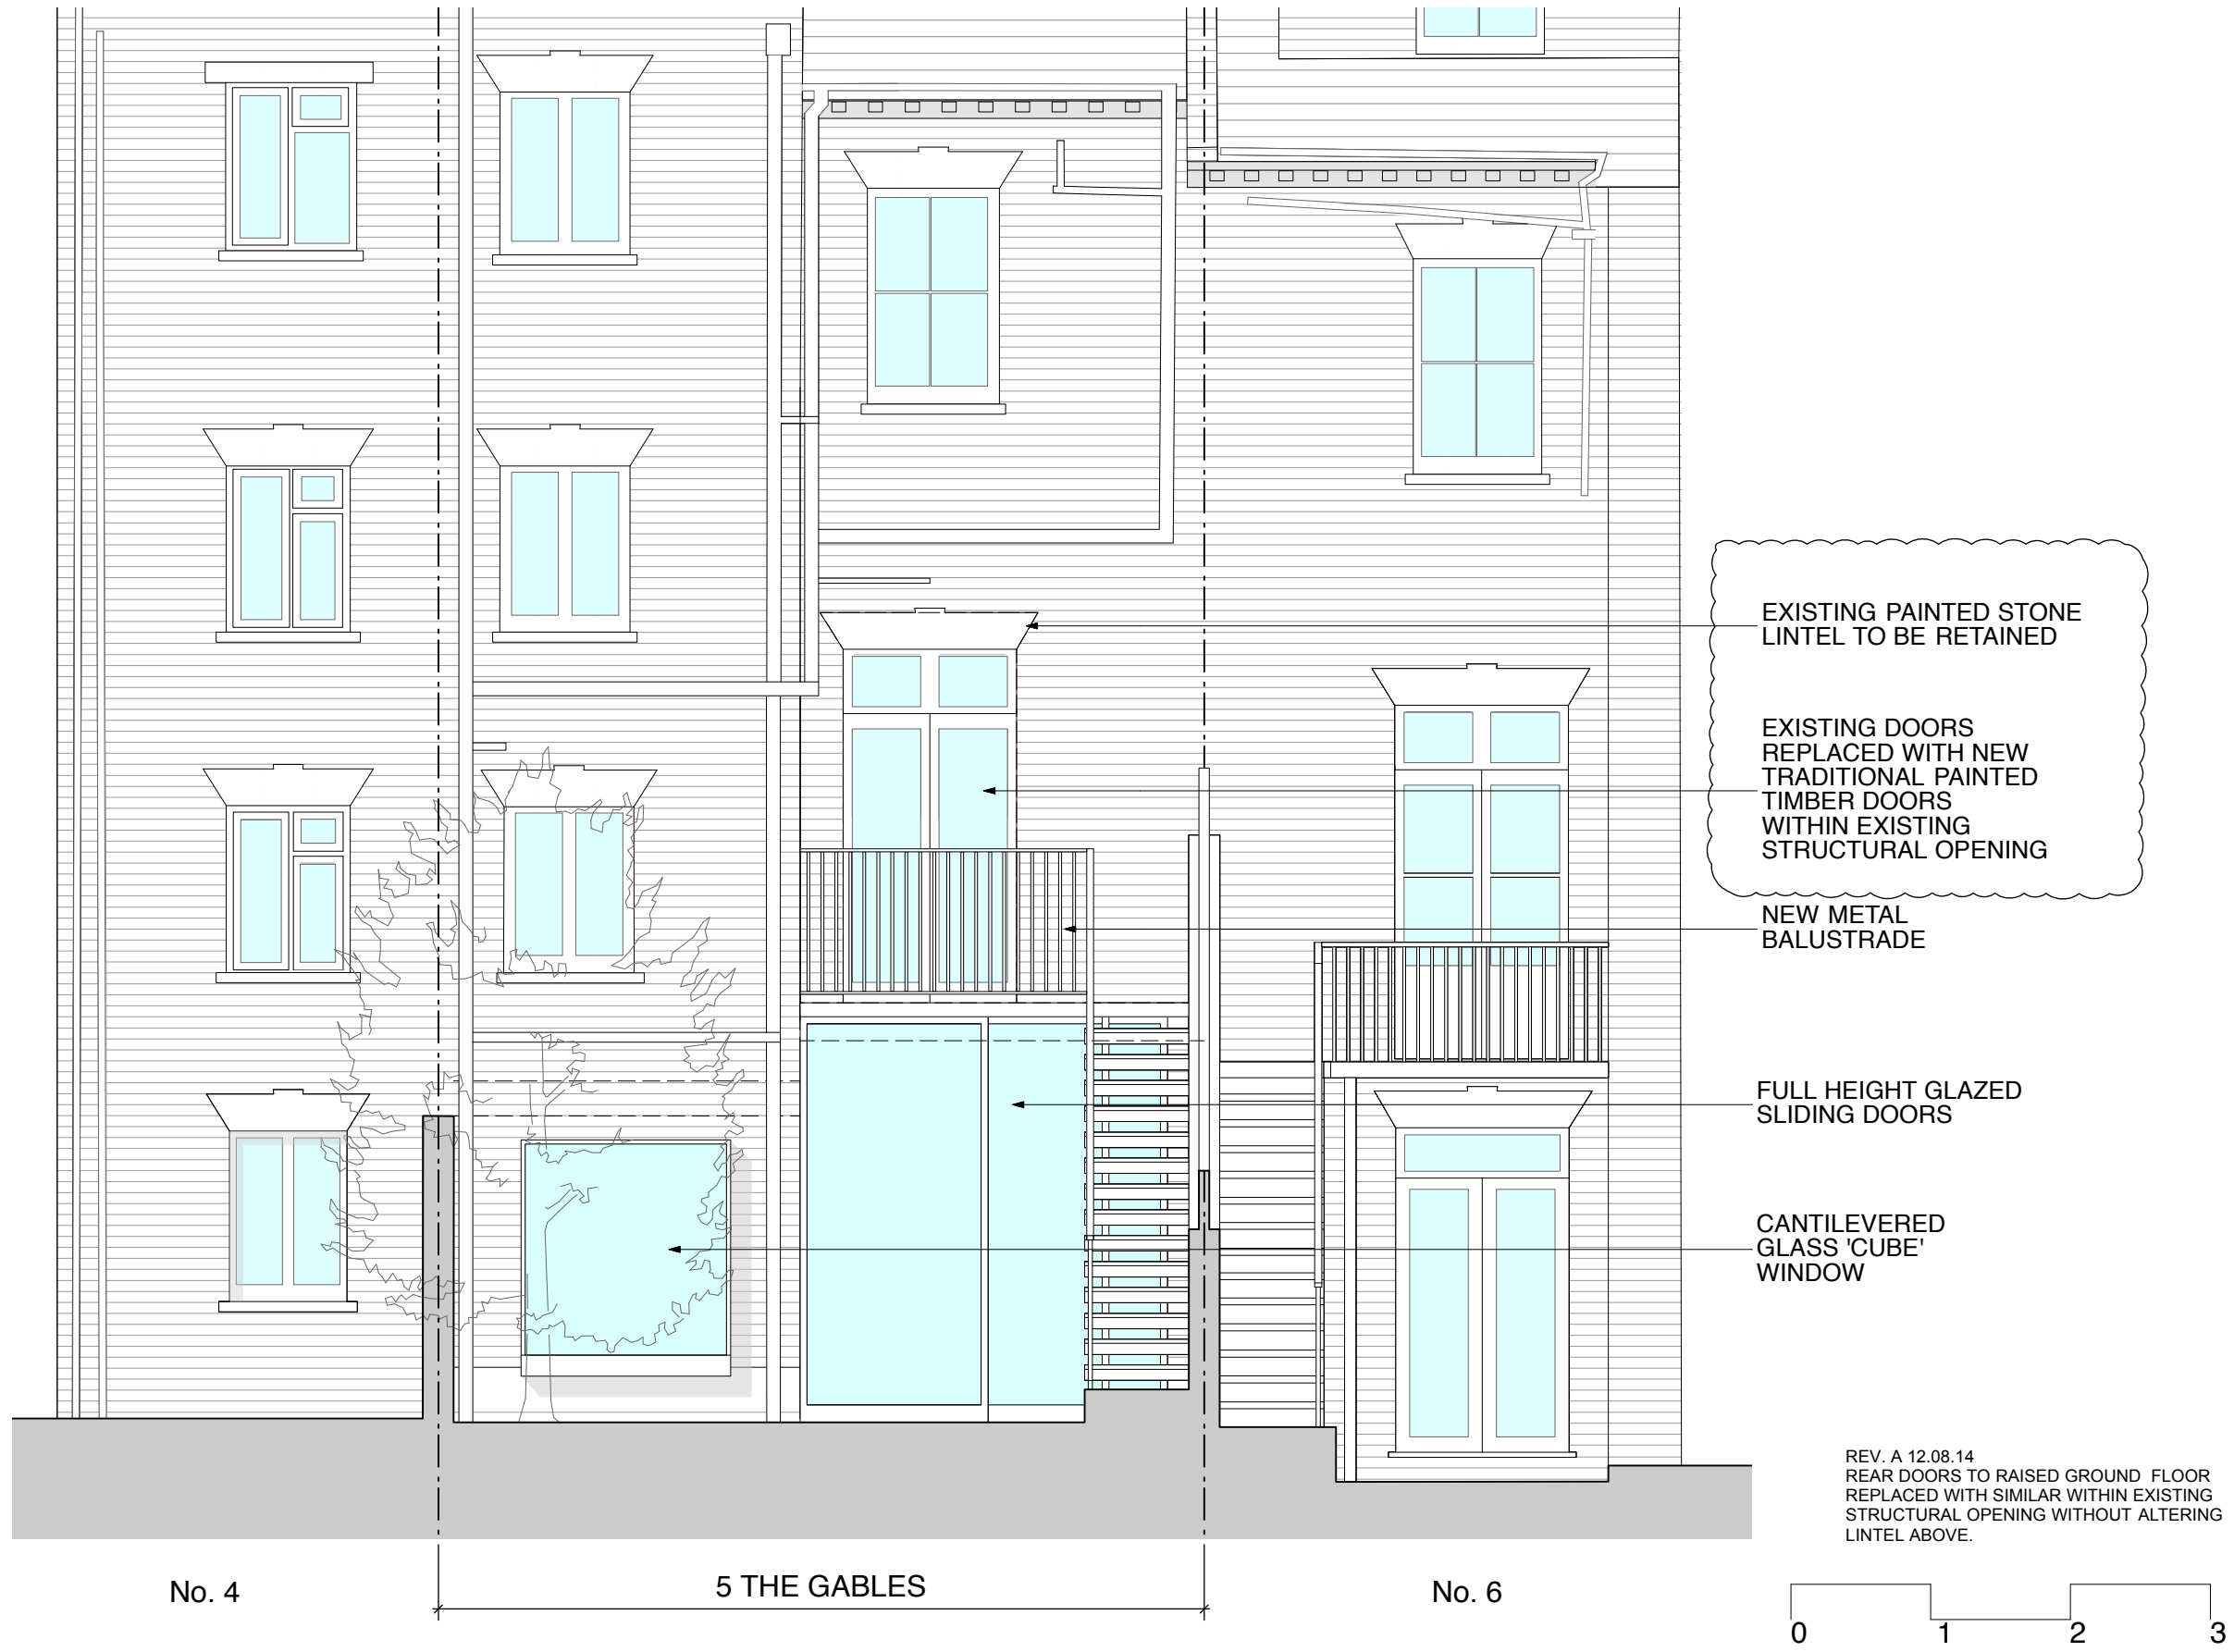 EXISTING PAINTED STONE
LINTEL TO BE RETAINED
EXISTING DOORS
REPLACED WITH NEW
TRADITIONAL PAINTED
TIMBER DOORS
WITHIN EXISTING
STRUCTURAL OPENING
NEW METAL
BALUSTRADE
FULL HEIGHT GLAZED
SLIDING DOORS
CANTILEVERED
GLASS 'CUBE'
WINDOW
REV. A 12.08.14
REAR DOORS TO RAISED GROUND FLOOR
REPLACED WITH SIMILAR WITHIN EXISTING
STRUCTURAL OPENING WITHOUT ALTERING
LINTEL ABOVE.
No. 4
5 THE GABLES
No. 6
0 1 2 3